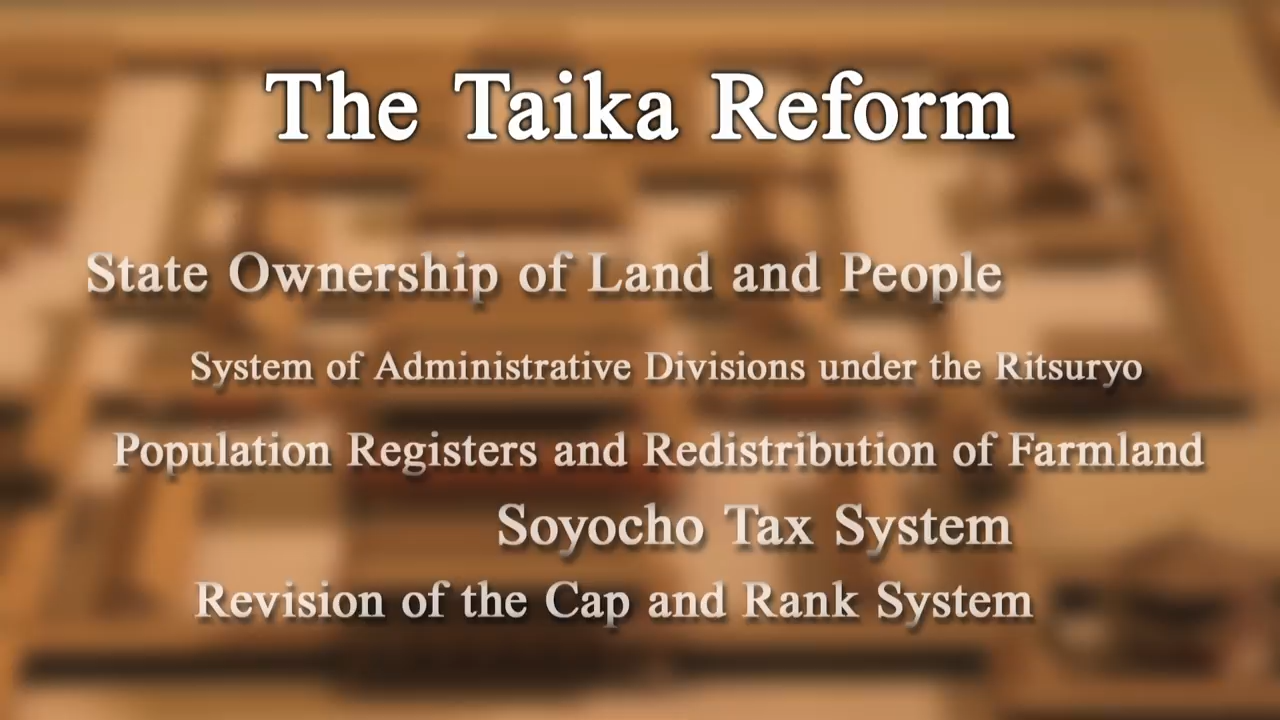 The Taika Reform
State Ownership of Land and People
System of Administrative Divisions under the Ritsuryo
Population Registers and Redistribution of Farmland
Soyocho Tax System
Revision of the Cap and Rank System